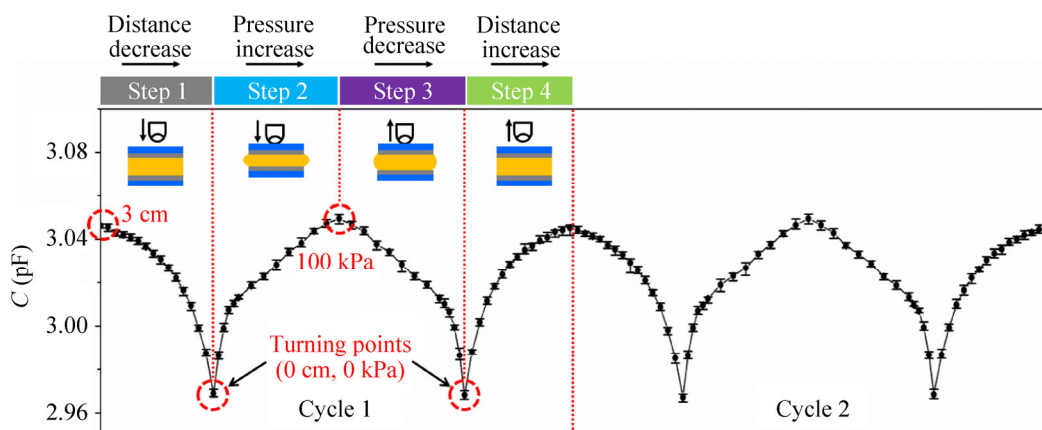 Distance decrease
Pressure increase
Pressure decrease
Distance increase
Step 1
Step 2
Step 3
Step 4
3.08
3.04
3.00
2.96
C (pF)
3 cm
100 kPa
Turning points
(0 cm, 0 kPa)
Cycle 1
Cycle 2